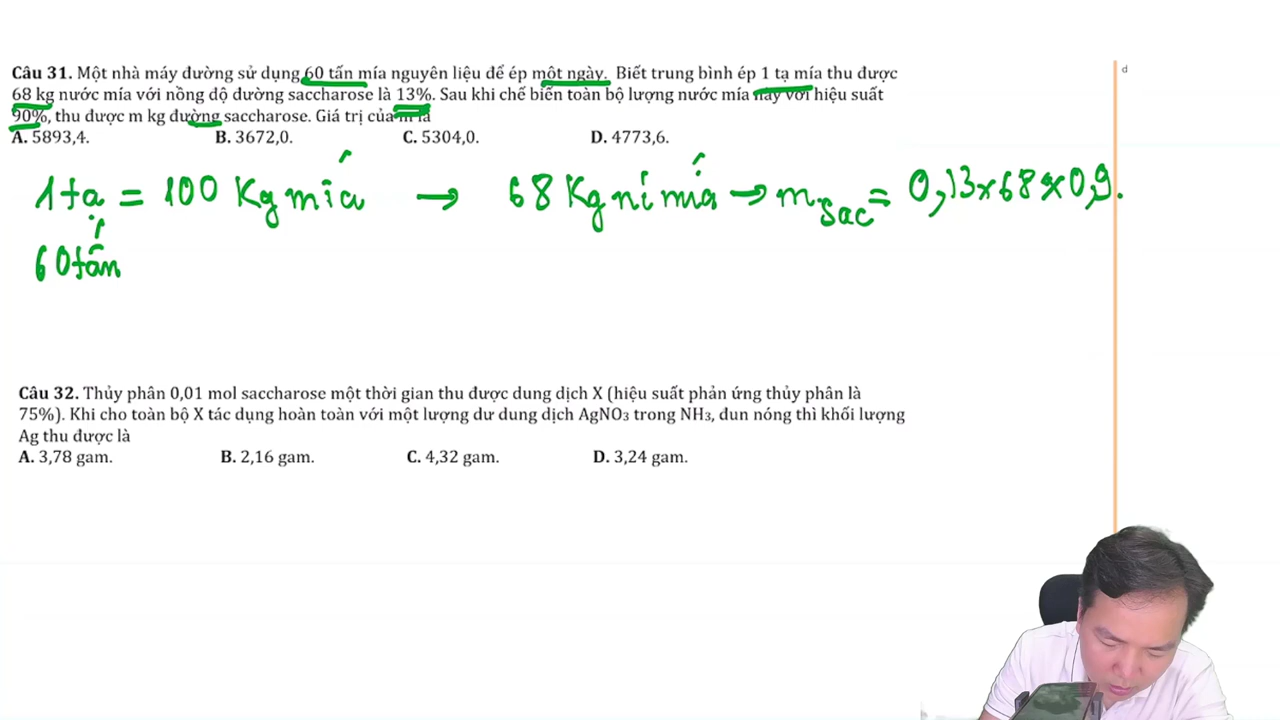 Câu 31. Một nhà máy đường sử dụng 60 tấn mía nguyên liệu để ép một ngày. Biết trung bình ép 1 tạ mía thu được
68 kg nước mía với nồng độ đường saccharose là 13%. Sau khi chế biến toàn bộ lượng nước mía này với hiệu suất
90%, thu được m kg đường saccharose. Giá trị của m là
A. 5893,4. B. 3672,0. C. 5304,0. D. 4773,6.
1 tạ = 100 Kg mía → 68 Kg nc mía → m sac = 0,13x68x0,9.
60 tấn
Câu 32. Thủy phân 0,01 mol saccharose một thời gian thu được dung dịch X (hiệu suất phản ứng thủy phân là
75%). Khi cho toàn bộ X tác dụng hoàn toàn với một lượng dư dung dịch AgNO₃ trong NH₃, đun nóng thì khối lượng
Ag thu được là
A. 3,78 gam. B. 2,16 gam. C. 4,32 gam. D. 3,24 gam.
d